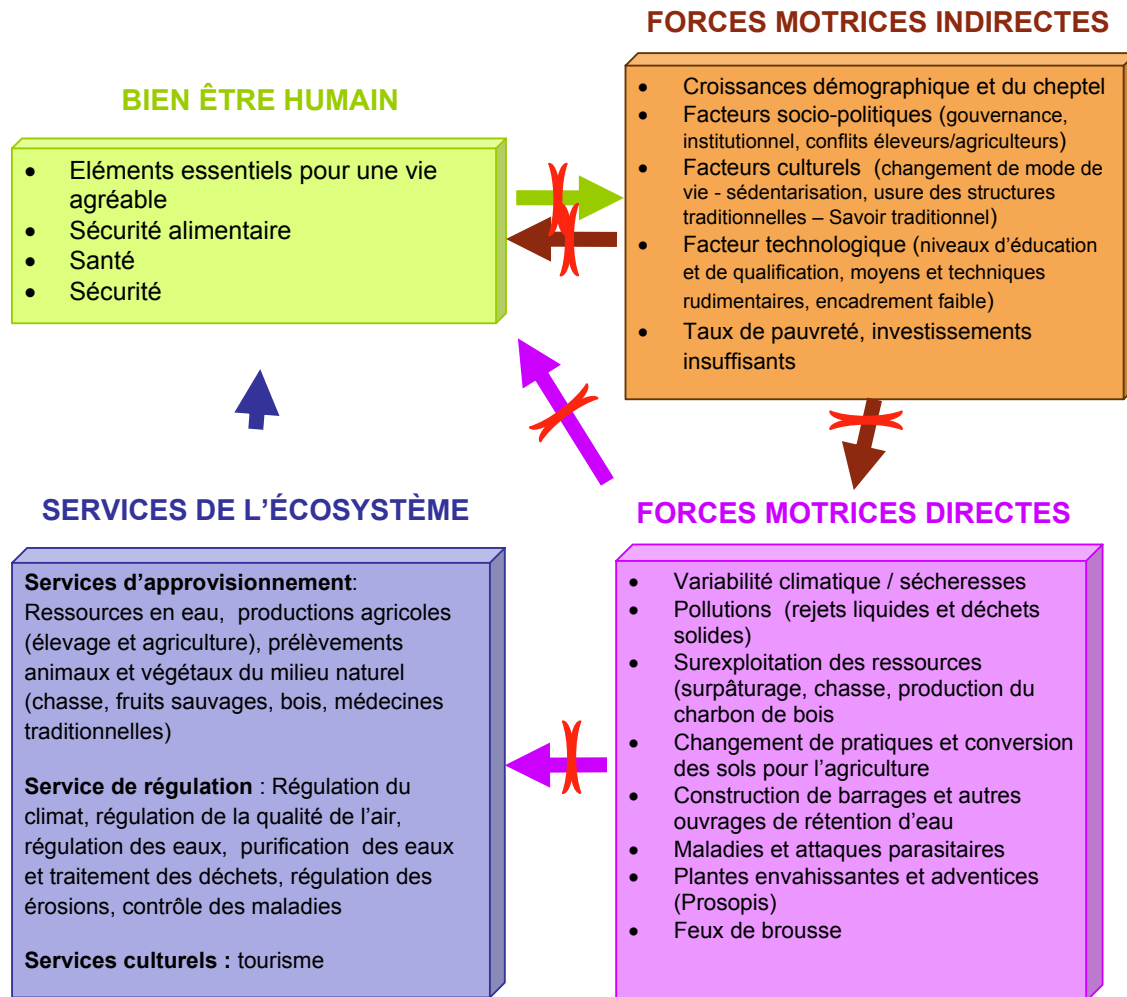 BIEN ÊTRE HUMAIN
• Eléments essentiels pour une vie
agréable
• Sécurité alimentaire
• Santé
• Sécurité
FORCES MOTRICES INDIRECTES
• Croissances démographique et du cheptel
• Facteurs socio-politiques (gouvernance,
institutionnel, conflits éleveurs/agriculteurs)
• Facteurs culturels (changement de mode de
vie - sédentarisation, usure des structures
traditionnelles – Savoir traditionnel)
• Facteur technologique (niveaux d’éducation
et de qualification, moyens et techniques
rudimentaires, encadrement faible)
• Taux de pauvreté, investissements
insuffisants
SERVICES DE L’ÉCOSYSTÈME
Services d’approvisionnement:
Ressources en eau, productions agricoles
(élevage et agriculture), prélèvements
animaux et végétaux du milieu naturel
(chasse, fruits sauvages, bois, médecines
traditionnelles)
Service de régulation : Régulation du
climat, régulation de la qualité de l’air,
régulation des eaux, purification des eaux
et traitement des déchets, régulation des
érosions, contrôle des maladies
Services culturels : tourisme
FORCES MOTRICES DIRECTES
• Variabilité climatique / sécheresses
• Pollutions (rejets liquides et déchets
solides)
• Surexploitation des ressources
(surpâturage, chasse, production du
charbon de bois
• Changement de pratiques et conversion
des sols pour l’agriculture
• Construction de barrages et autres
ouvrages de rétention d’eau
• Maladies et attaques parasitaires
• Plantes envahissantes et adventices
(Prosopis)
• Feux de brousse